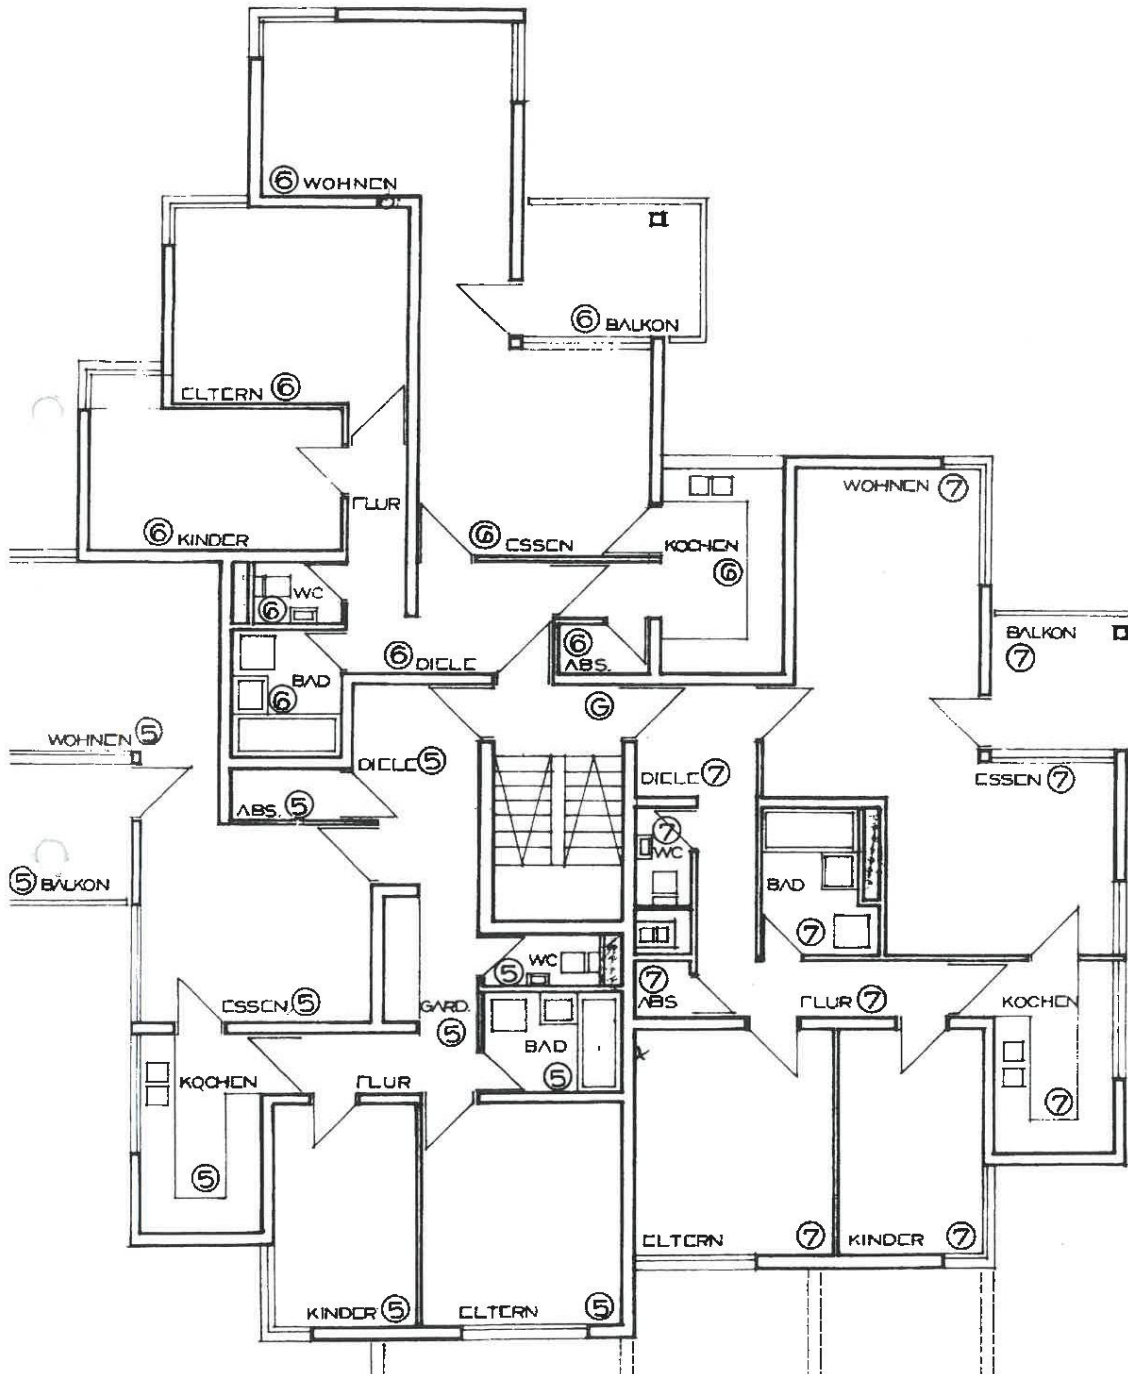 ⑥ WOHNEN
⑥ BALKON
ELTERN ⑥
WOHNEN ⑦
FLUR
⑥ KINDER
⑥ ESSEN
KOCHEN
⑥
WC
⑥
BALKON
⑦
⑥ DIELE
⑥
ABS.
BAD
⑥
G
WOHNEN ⑤
DIELE ⑤
DIELE ⑦
ESSEN ⑦
ABS. ⑤
⑦
WC
⑤ BALKON
BAD
⑦
WC
⑤
⑦
ABS
FLUR ⑦
KOCHEN
ESSEN ⑤
GARD.
⑤
BAD
⑤
KOCHEN
FLUR
⑦
⑤
ELTERN ⑦
KINDER ⑦
KINDER ⑤
ELTERN ⑤